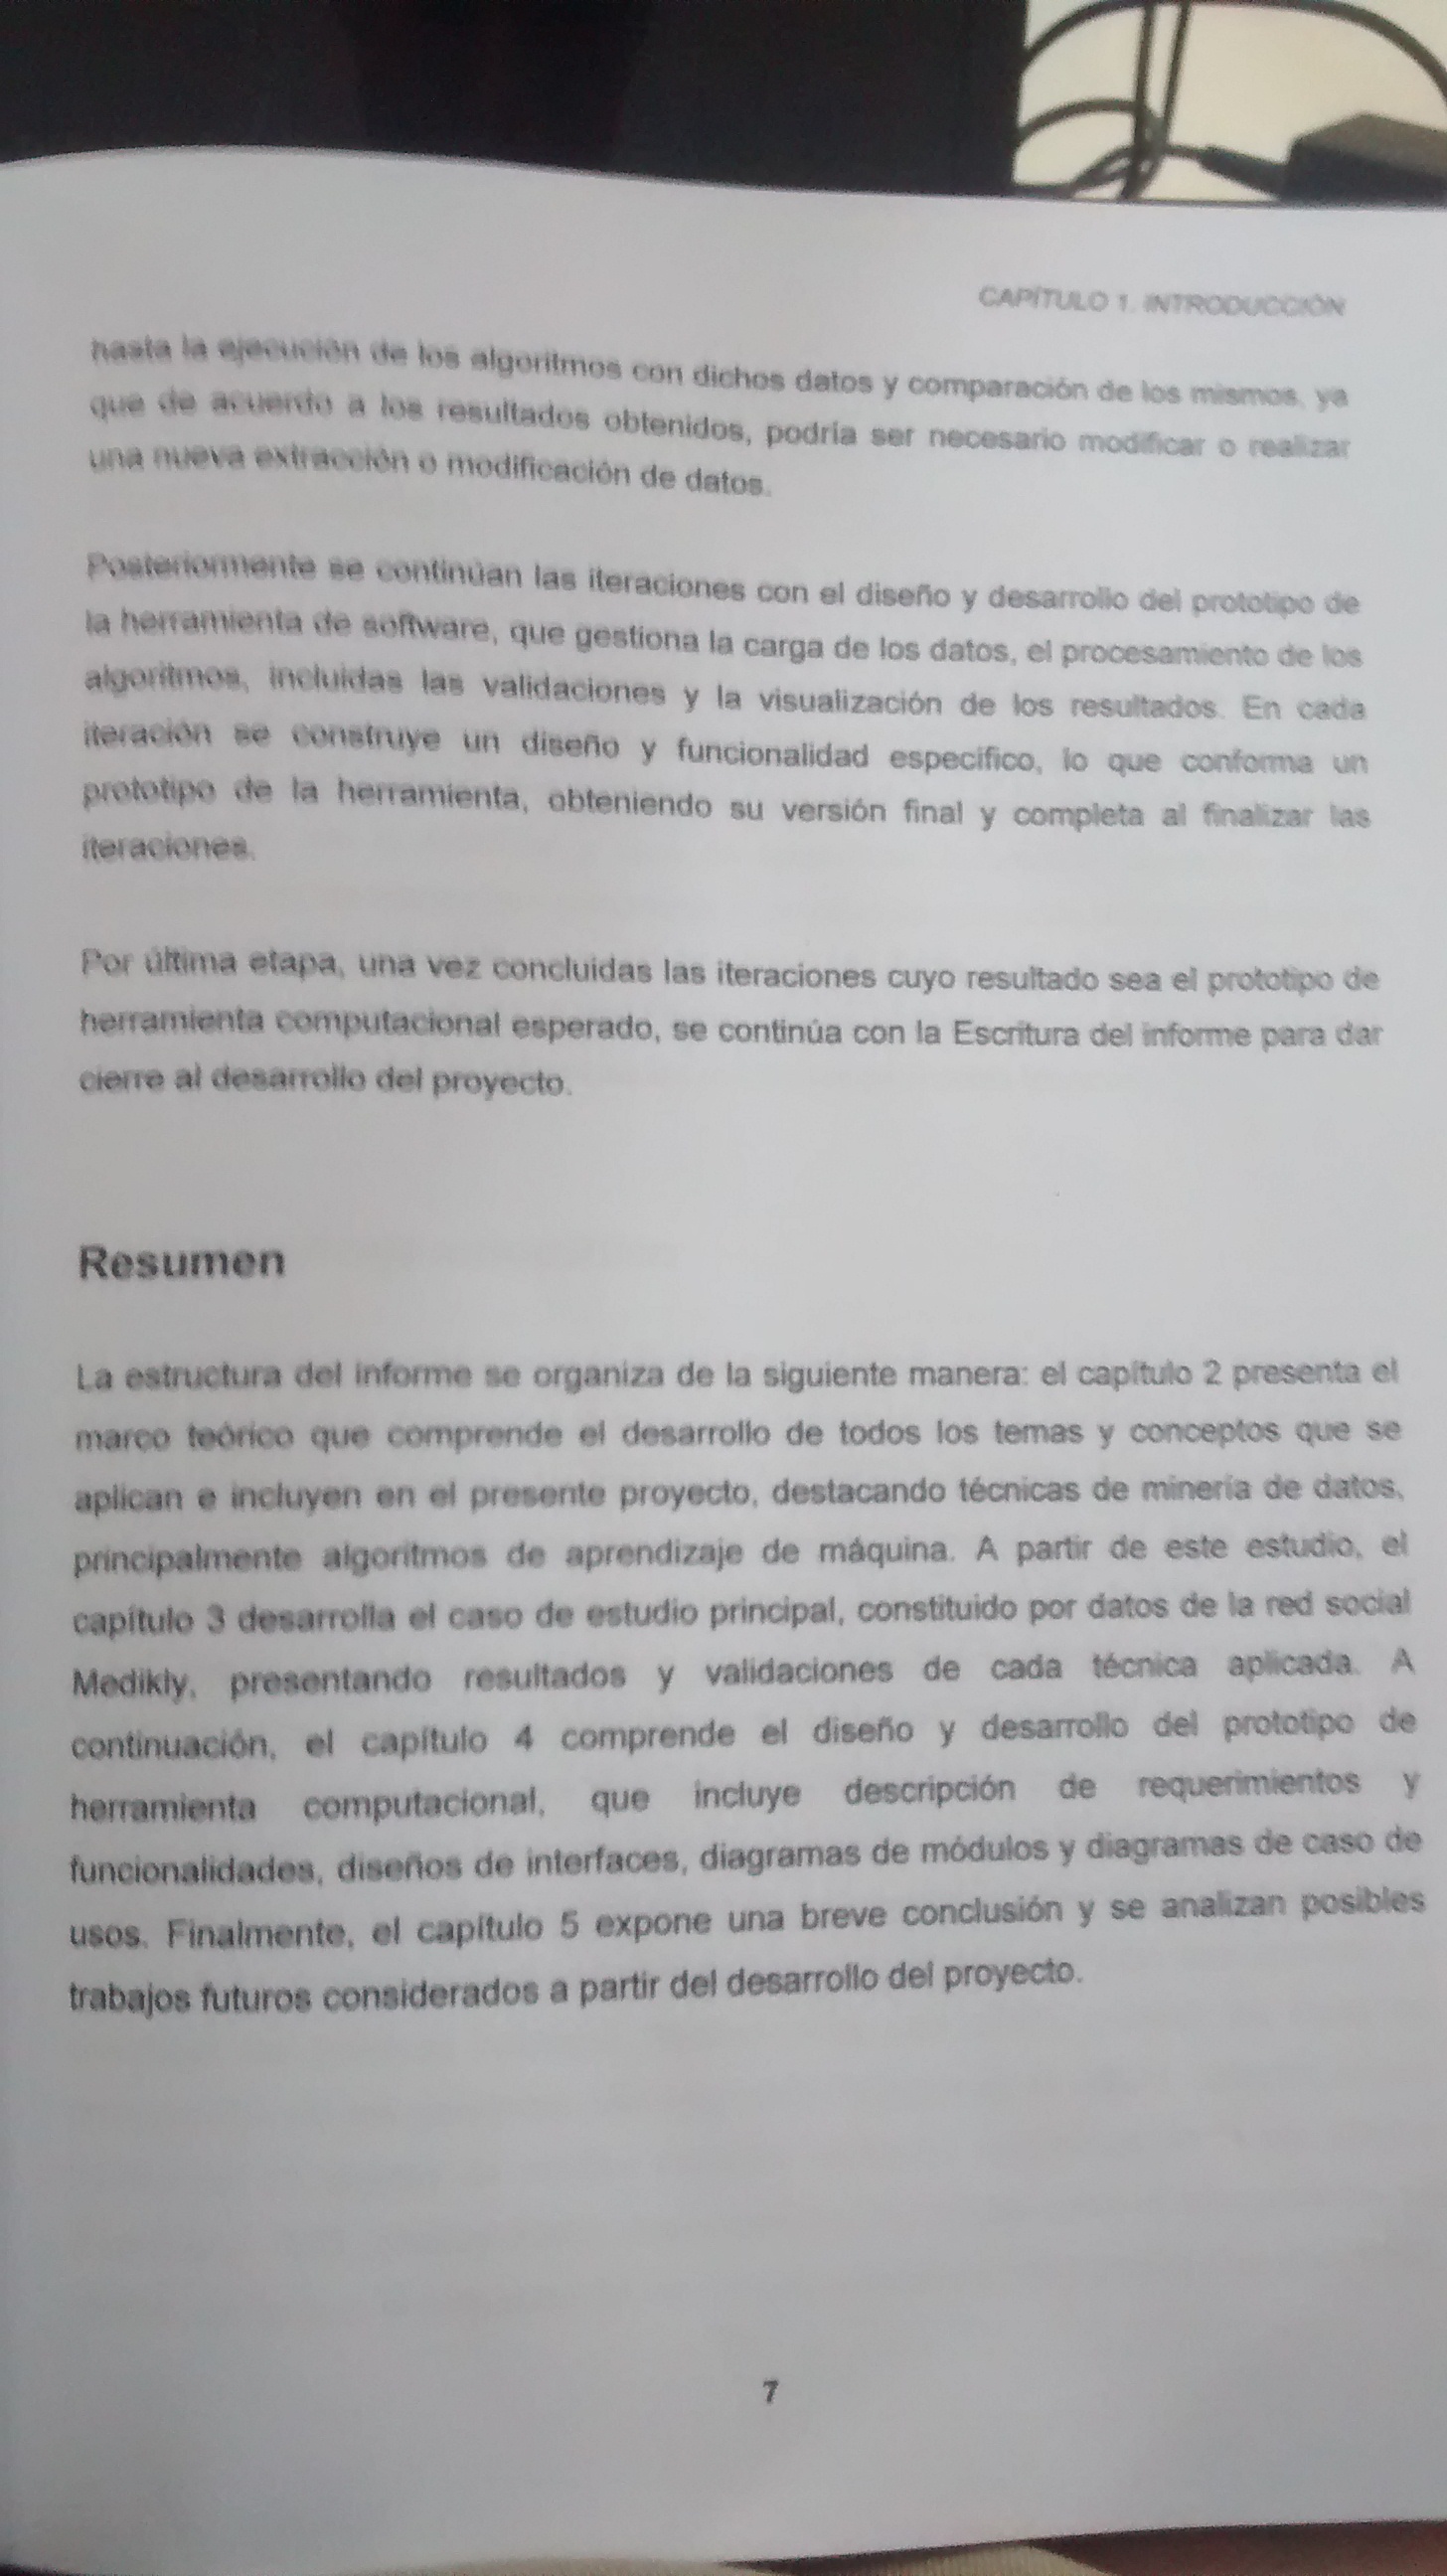 CAPÍTULO 1. INTRODUCCIÓN
hasta la ejecución de los algoritmos con dichos datos y comparación de los mismos, ya
que de acuerdo a los resultados obtenidos, podría ser necesario modificar o realizar
una nueva extracción o modificación de datos.
Posteriormente se continúan las iteraciones con el diseño y desarrollo del prototipo de
la herramienta de software, que gestiona la carga de los datos, el procesamiento de los
algoritmos, incluidas las validaciones y la visualización de los resultados. En cada
iteración se construye un diseño y funcionalidad específico, lo que conforma un
prototipo de la herramienta, obteniendo su versión final y completa al finalizar las
iteraciones.
Por última etapa, una vez concluidas las iteraciones cuyo resultado sea el prototipo de
herramienta computacional esperado, se continúa con la Escritura del informe para dar
cierre al desarrollo del proyecto.
Resumen
La estructura del informe se organiza de la siguiente manera: el capítulo 2 presenta el
marco teórico que comprende el desarrollo de todos los temas y conceptos que se
aplican e incluyen en el presente proyecto, destacando técnicas de minería de datos,
principalmente algoritmos de aprendizaje de máquina. A partir de este estudio, el
capítulo 3 desarrolla el caso de estudio principal, constituido por datos de la red social
Medikly, presentando resultados y validaciones de cada técnica aplicada. A
continuación, el capítulo 4 comprende el diseño y desarrollo del prototipo de
herramienta computacional, que incluye descripción de requerimientos y
funcionalidades, diseños de interfaces, diagramas de módulos y diagramas de caso de
usos. Finalmente, el capítulo 5 expone una breve conclusión y se analizan posibles
trabajos futuros considerados a partir del desarrollo del proyecto.
7